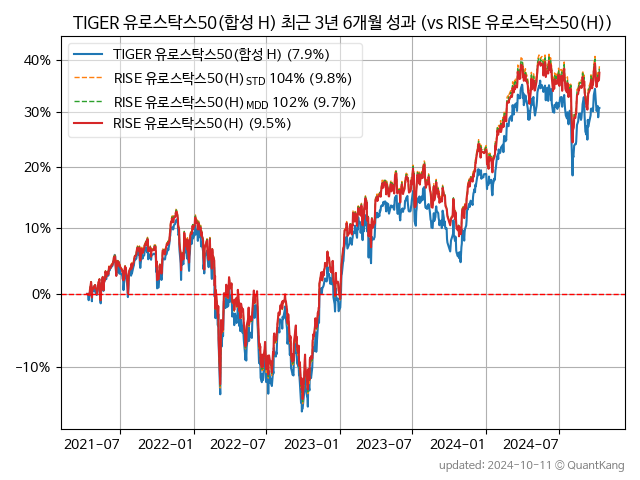 TIGER 유로스탁스50(합성 H) 최근 3년 6개월 성과 (vs RISE 유로스탁스50(H))
TIGER 유로스탁스50(합성 H) (7.9%)
RISE 유로스탁스50(H) STD 104% (9.8%)
RISE 유로스탁스50(H) MDD 102% (9.7%)
RISE 유로스탁스50(H) (9.5%)
40%
30%
20%
10%
0%
−10%
2021-07 2022-01 2022-07 2023-01 2023-07 2024-01 2024-07
updated: 2024-10-11 © QuantKang